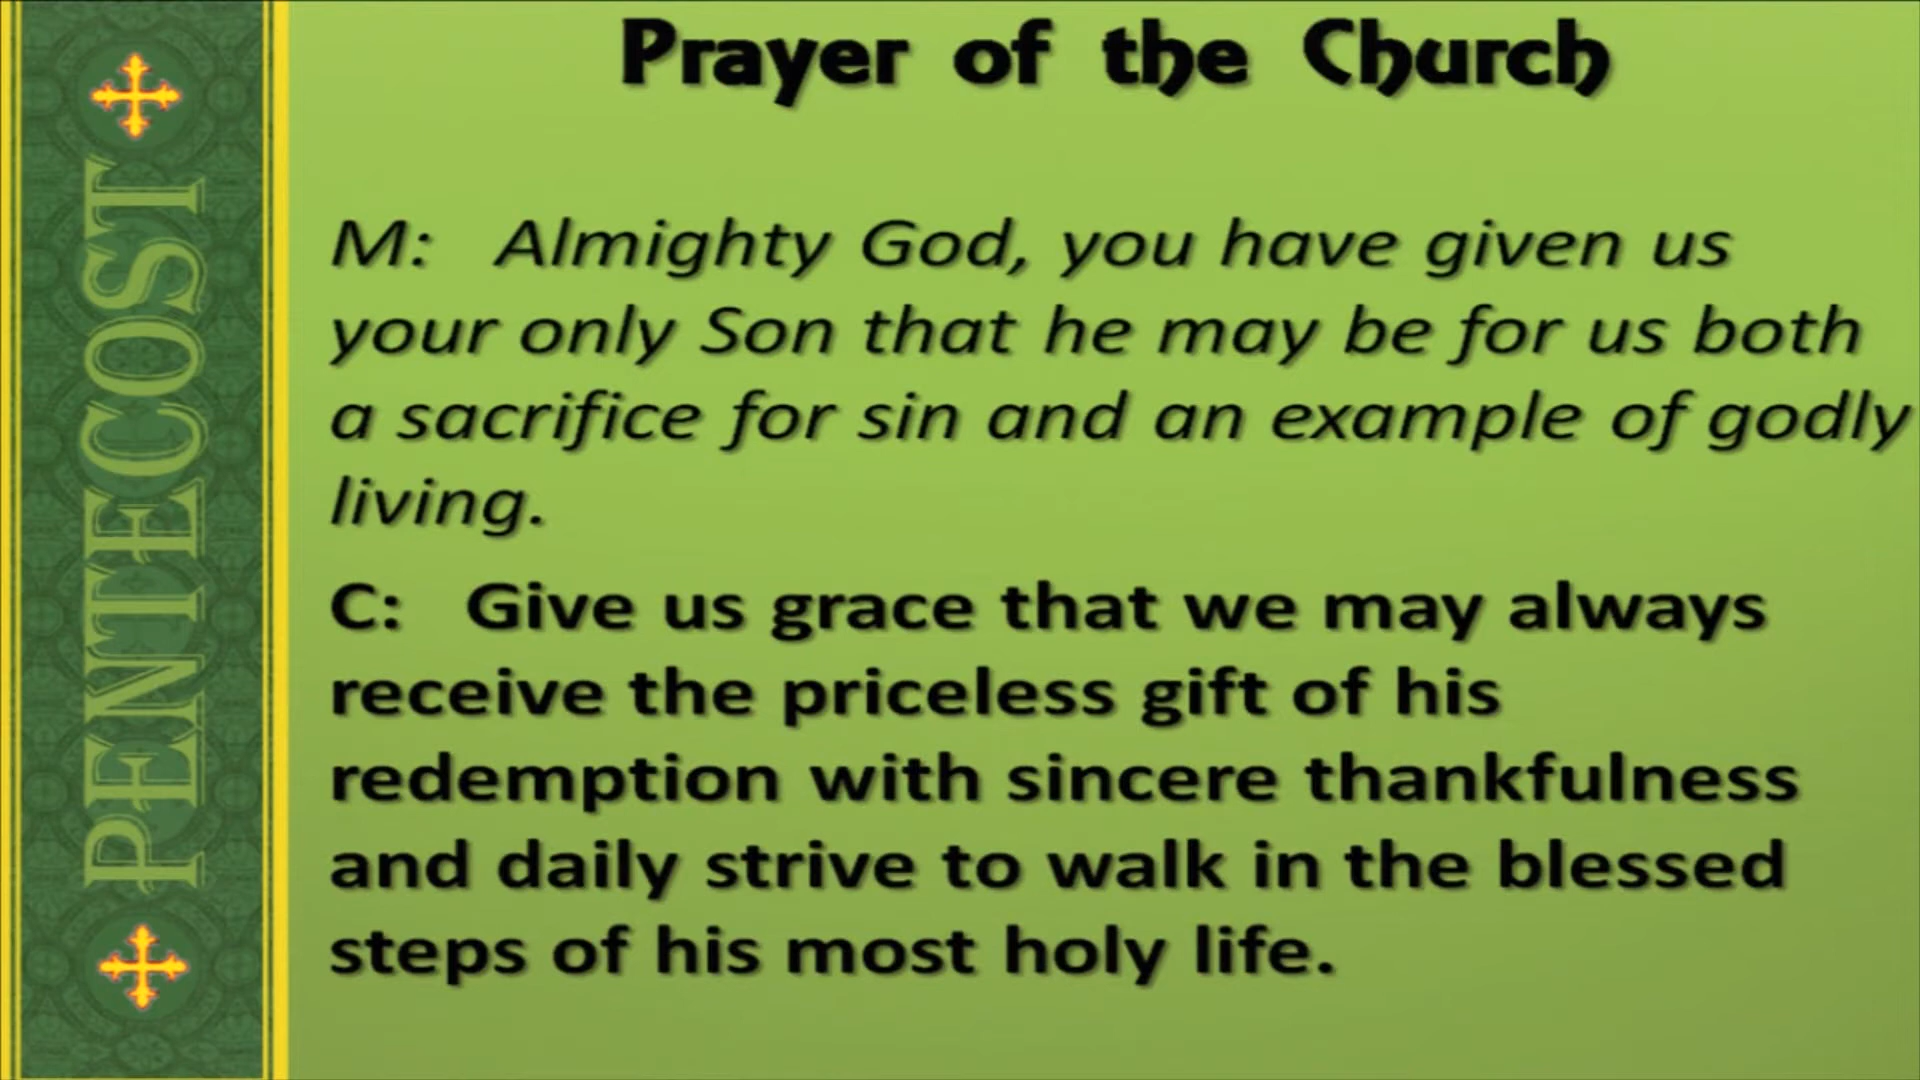 Prayer of the Church
PENTECOST
M: Almighty God, you have given us
your only Son that he may be for us both
a sacrifice for sin and an example of godly
living.
C: Give us grace that we may always
receive the priceless gift of his
redemption with sincere thankfulness
and daily strive to walk in the blessed
steps of his most holy life.